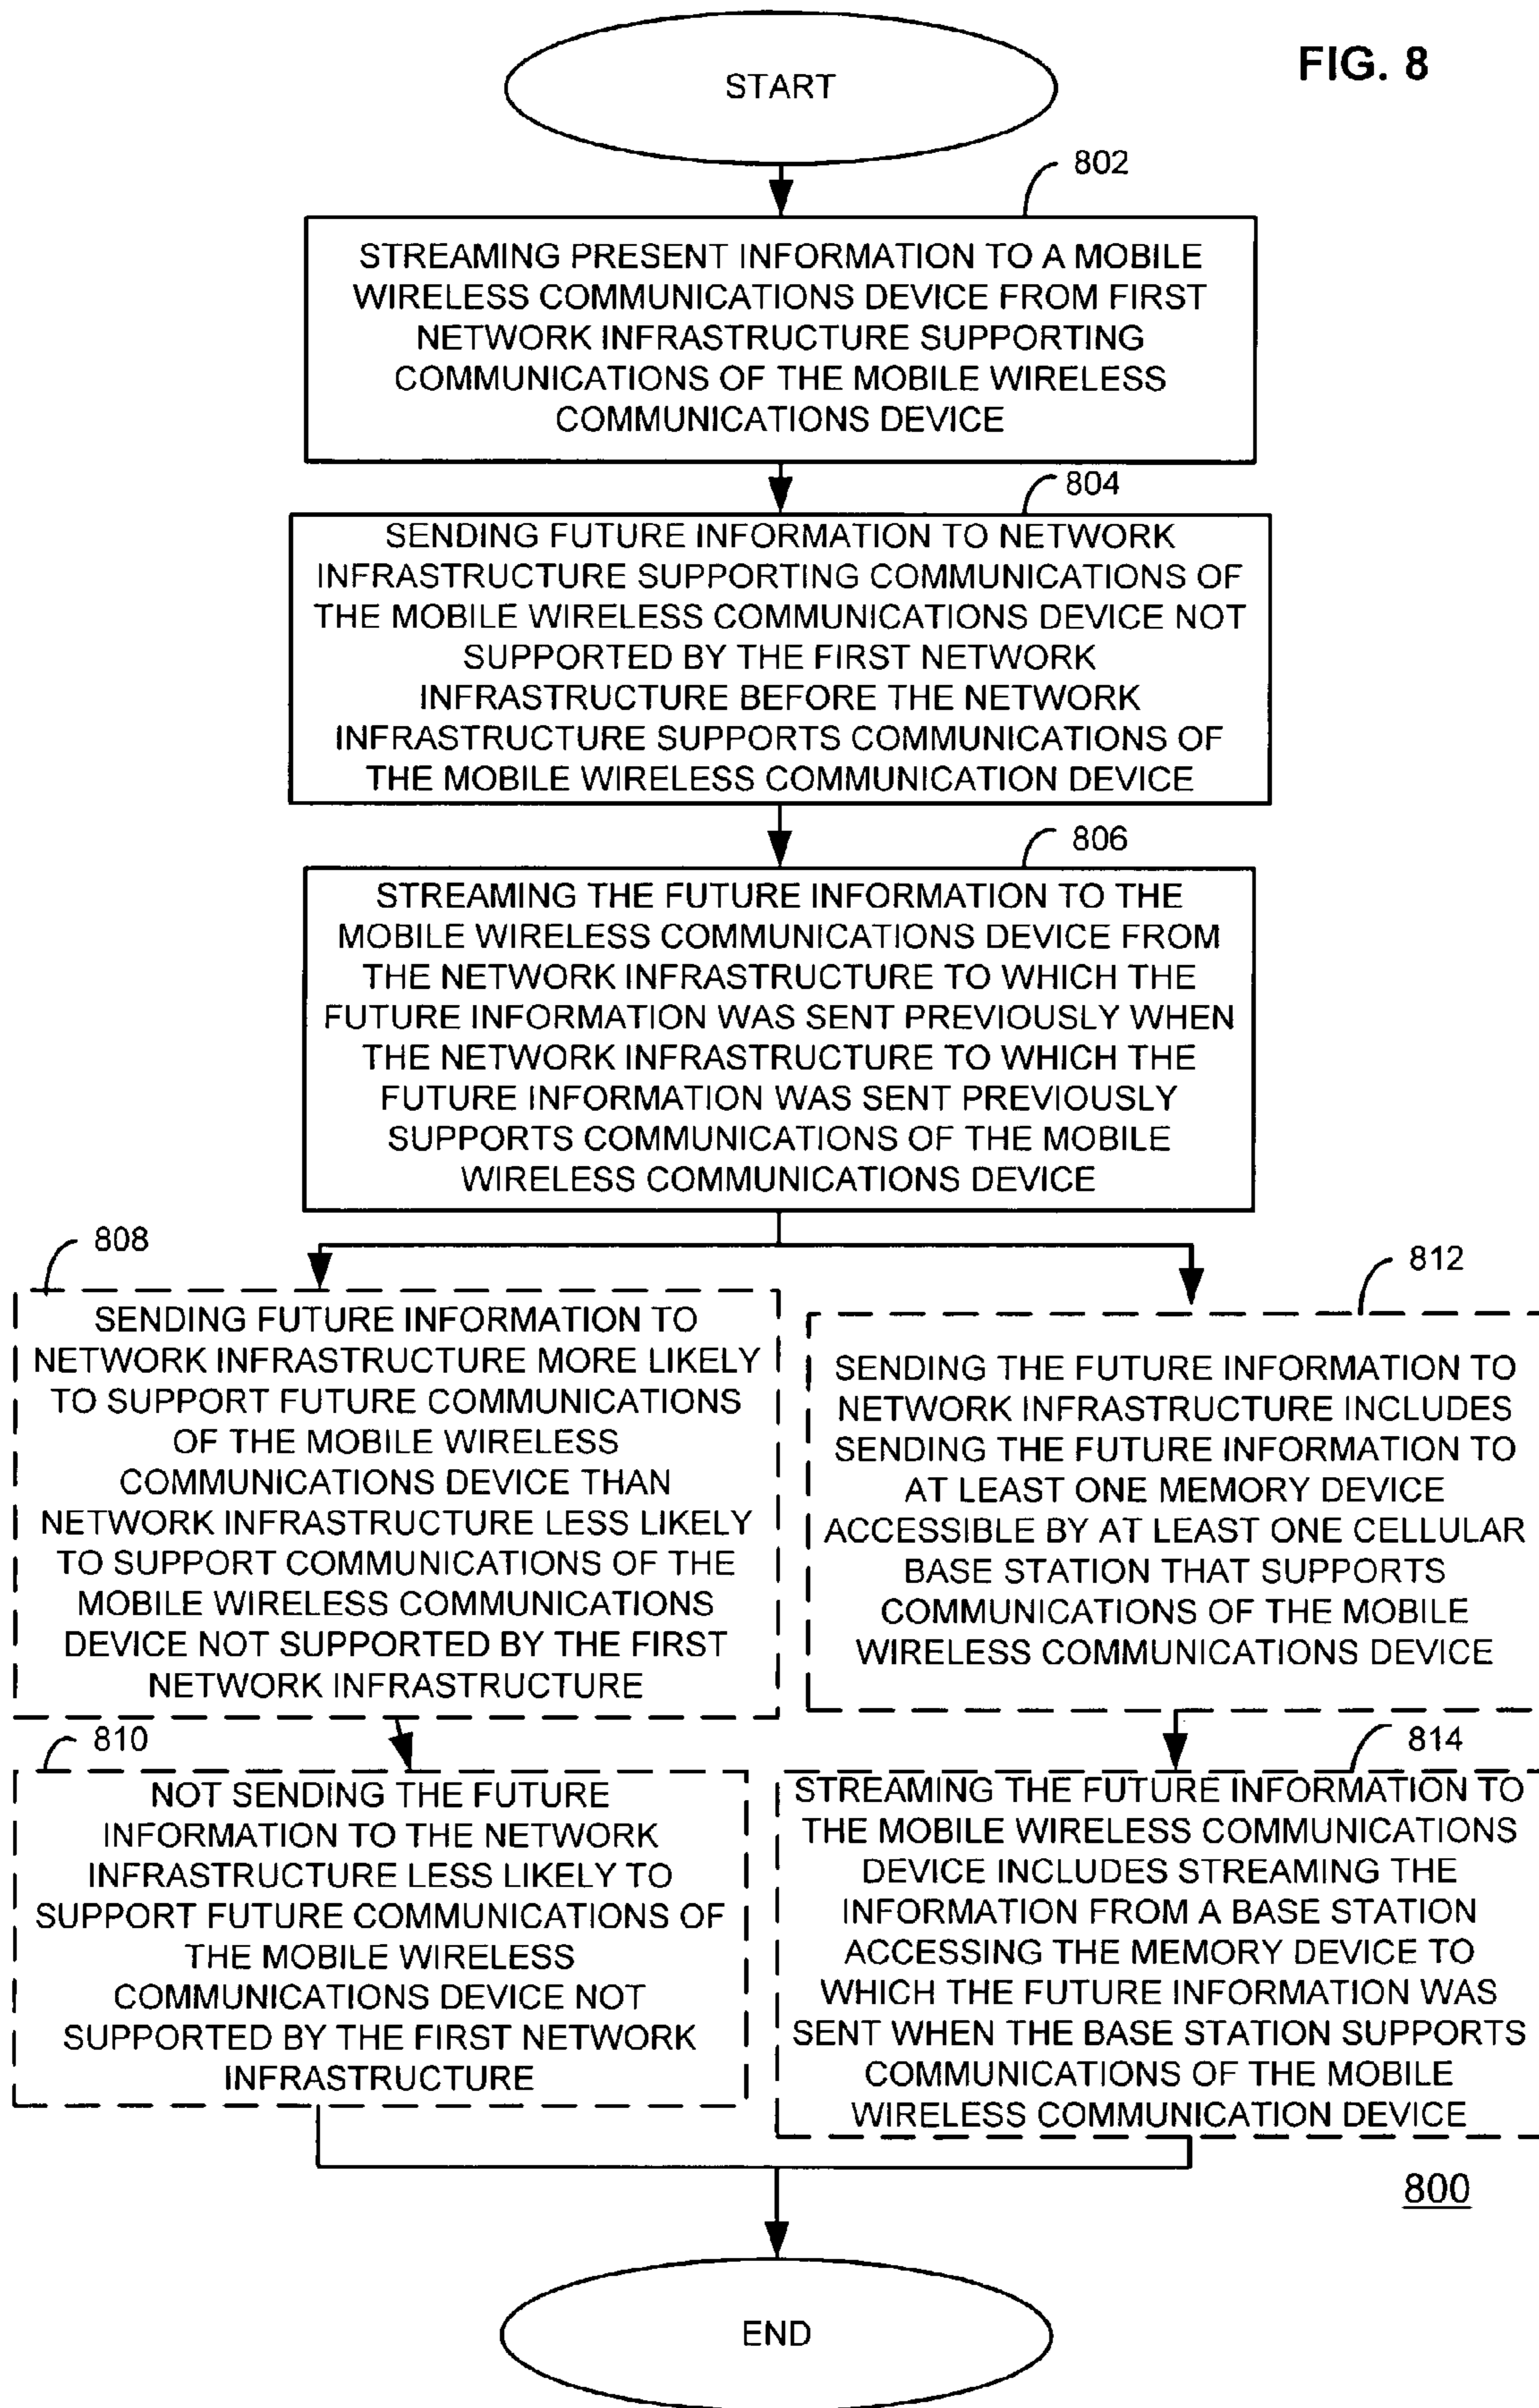 FIG. 8
START
802
STREAMING PRESENT INFORMATION TO A MOBILE
WIRELESS COMMUNICATIONS DEVICE FROM FIRST
NETWORK INFRASTRUCTURE SUPPORTING
COMMUNICATIONS OF THE MOBILE WIRELESS
COMMUNICATIONS DEVICE
804
SENDING FUTURE INFORMATION TO NETWORK
INFRASTRUCTURE SUPPORTING COMMUNICATIONS OF
THE MOBILE WIRELESS COMMUNICATIONS DEVICE NOT
SUPPORTED BY THE FIRST NETWORK
INFRASTRUCTURE BEFORE THE NETWORK
INFRASTRUCTURE SUPPORTS COMMUNICATIONS OF
THE MOBILE WIRELESS COMMUNICATION DEVICE
806
STREAMING THE FUTURE INFORMATION TO THE
MOBILE WIRELESS COMMUNICATIONS DEVICE FROM
THE NETWORK INFRASTRUCTURE TO WHICH THE
FUTURE INFORMATION WAS SENT PREVIOUSLY WHEN
THE NETWORK INFRASTRUCTURE TO WHICH THE
FUTURE INFORMATION WAS SENT PREVIOUSLY
SUPPORTS COMMUNICATIONS OF THE MOBILE
WIRELESS COMMUNICATIONS DEVICE
808
SENDING FUTURE INFORMATION TO
NETWORK INFRASTRUCTURE MORE LIKELY
TO SUPPORT FUTURE COMMUNICATIONS
OF THE MOBILE WIRELESS
COMMUNICATIONS DEVICE THAN
NETWORK INFRASTRUCTURE LESS LIKELY
TO SUPPORT COMMUNICATIONS OF THE
MOBILE WIRELESS COMMUNICATIONS
DEVICE NOT SUPPORTED BY THE FIRST
NETWORK INFRASTRUCTURE
810
NOT SENDING THE FUTURE
INFORMATION TO THE NETWORK
INFRASTRUCTURE LESS LIKELY TO
SUPPORT FUTURE COMMUNICATIONS OF
THE MOBILE WIRELESS
COMMUNICATIONS DEVICE NOT
SUPPORTED BY THE FIRST NETWORK
INFRASTRUCTURE
812
SENDING THE FUTURE INFORMATION TO
NETWORK INFRASTRUCTURE INCLUDES
SENDING THE FUTURE INFORMATION TO
AT LEAST ONE MEMORY DEVICE
ACCESSIBLE BY AT LEAST ONE CELLULAR
BASE STATION THAT SUPPORTS
COMMUNICATIONS OF THE MOBILE
WIRELESS COMMUNICATIONS DEVICE
814
STREAMING THE FUTURE INFORMATION TO
THE MOBILE WIRELESS COMMUNICATIONS
DEVICE INCLUDES STREAMING THE
INFORMATION FROM A BASE STATION
ACCESSING THE MEMORY DEVICE TO
WHICH THE FUTURE INFORMATION WAS
SENT WHEN THE BASE STATION SUPPORTS
COMMUNICATIONS OF THE MOBILE
WIRELESS COMMUNICATION DEVICE
800
END